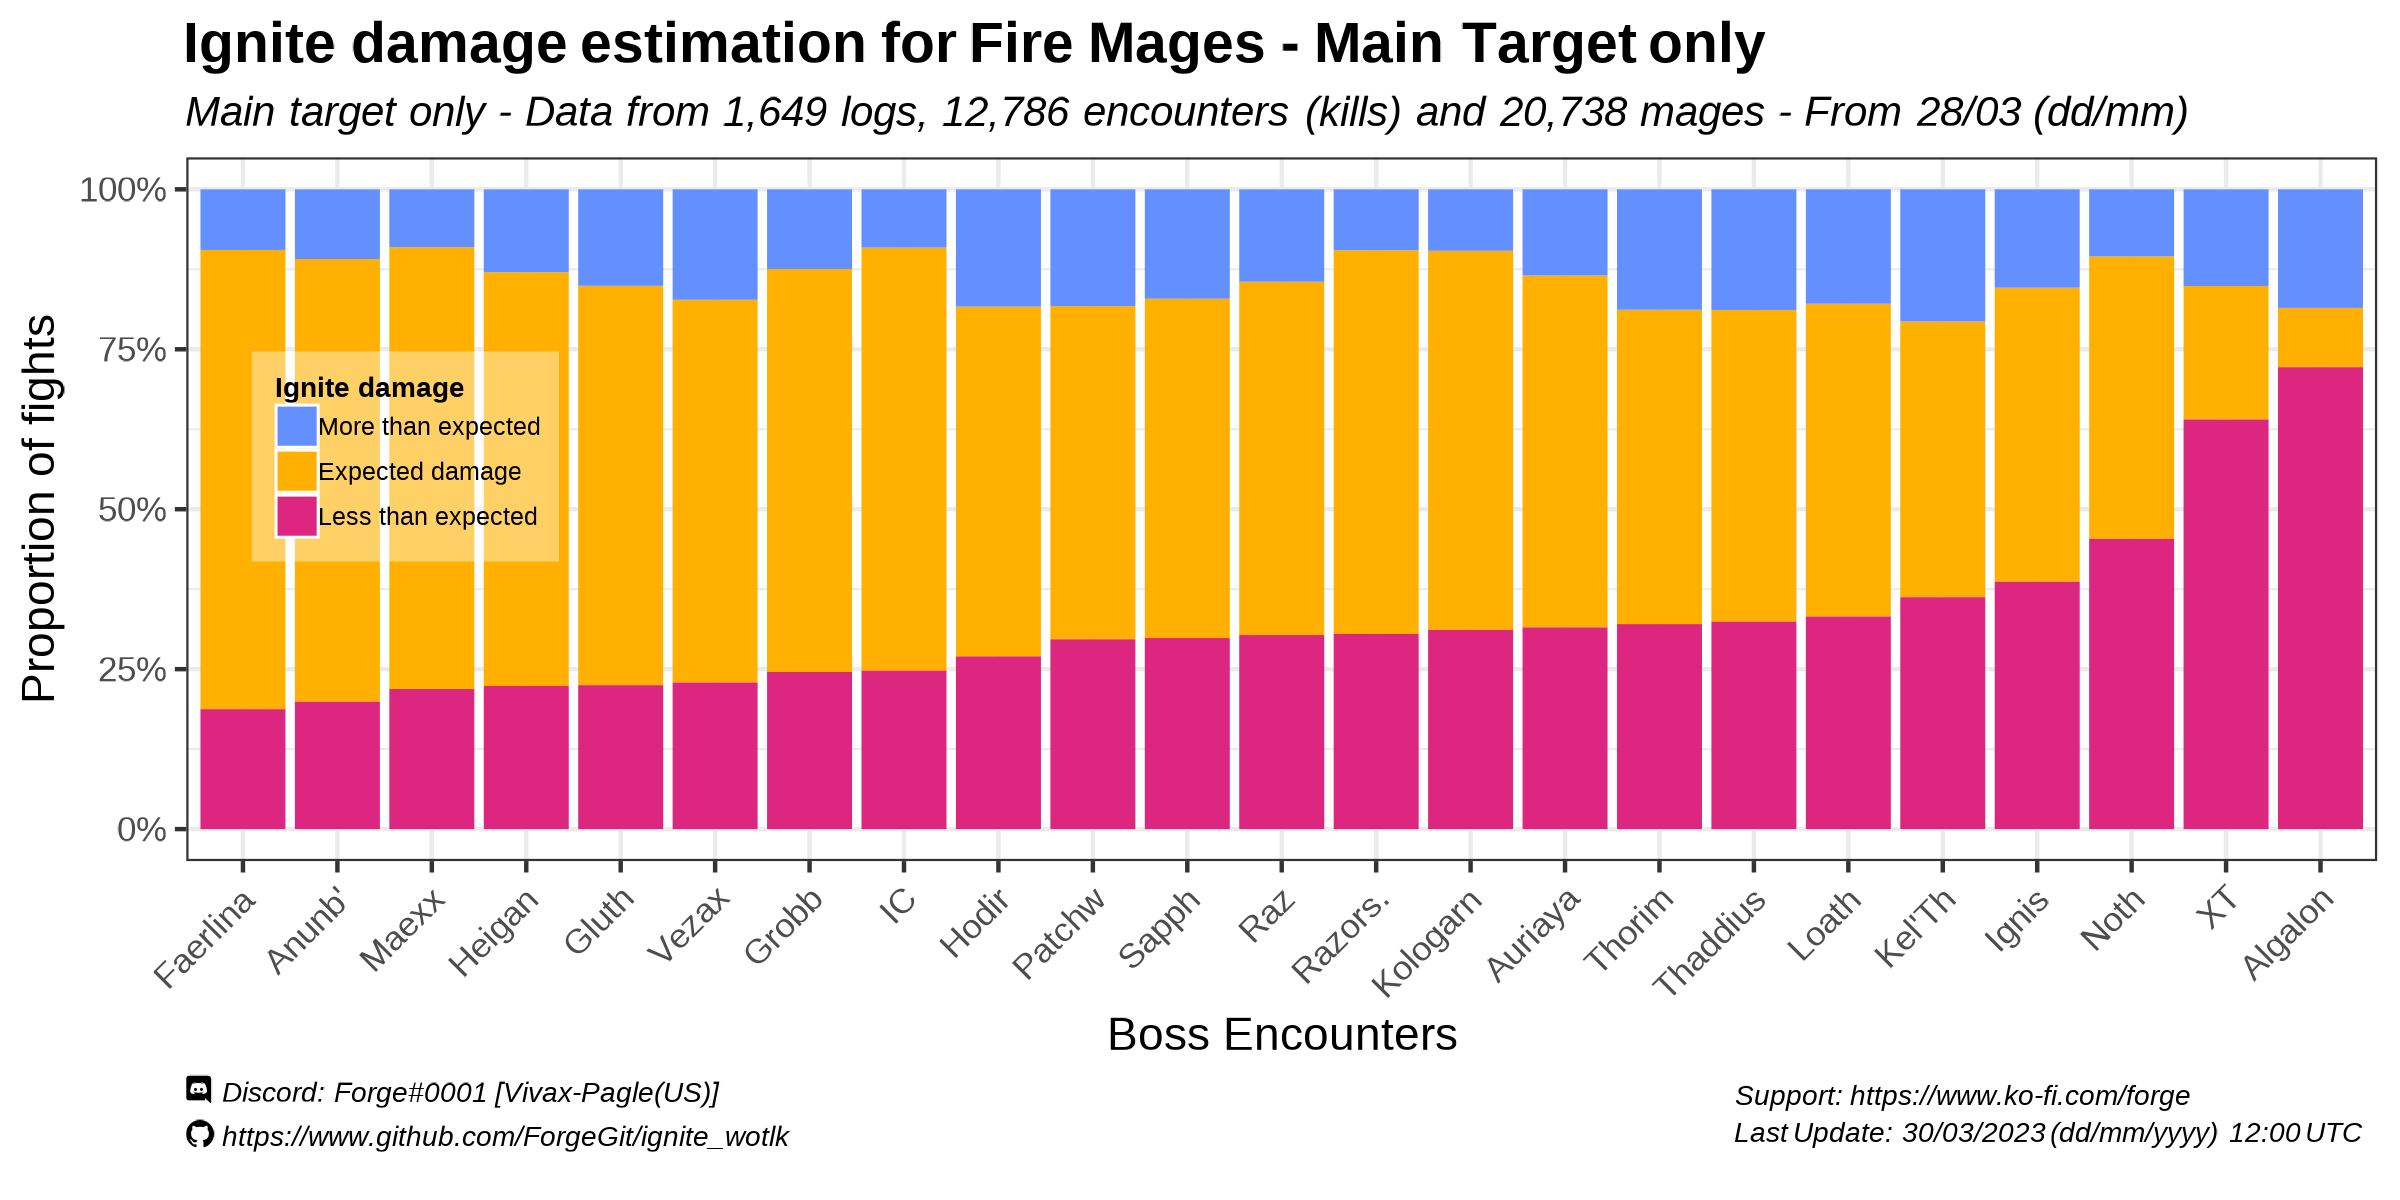 Ignite damage estimation for Fire Mages - Main Target only
Main target only - Data from 1,649 logs, 12,786 encounters (kills) and 20,738 mages - From 28/03 (dd/mm)
Proportion of fights
100%
75%
50%
25%
0%
Ignite damage
More than expected
Expected damage
Less than expected
Faerlina
Anunb'
Maexx
Heigan
Gluth
Vezax
Grobb
IC
Hodir
Patchw
Sapph
Raz
Razors.
Kologarn
Auriaya
Thorim
Thaddius
Loath
Kel'Th
Ignis
Noth
XT
Algalon
Boss Encounters
Discord: Forge#0001 [Vivax-Pagle(US)]
https://www.github.com/ForgeGit/ignite_wotlk
Support: https://www.ko-fi.com/forge
Last Update: 30/03/2023 (dd/mm/yyyy) 12:00 UTC